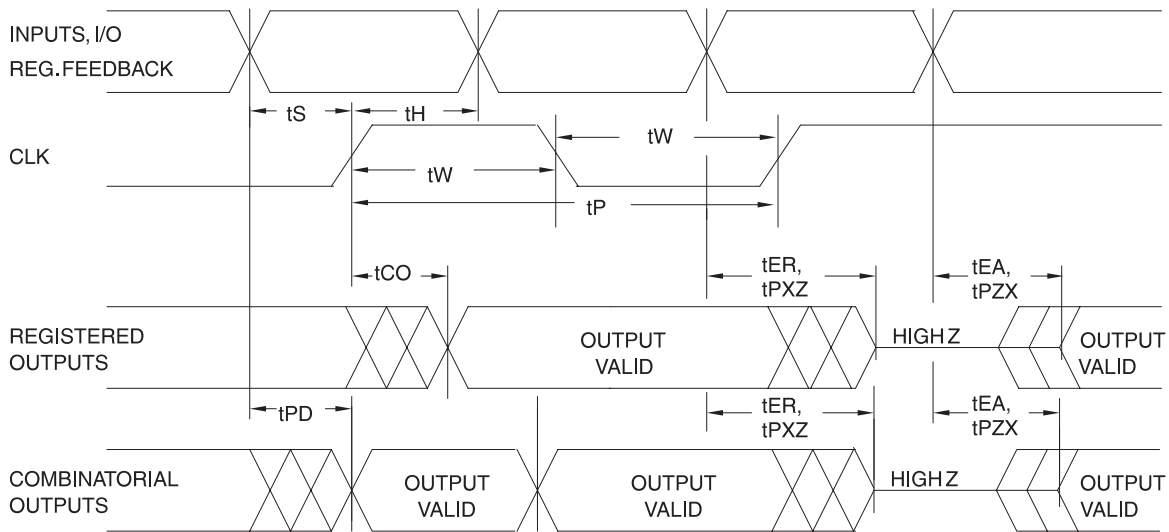 INPUTS, I/O
REG.FEEDBACK
tS
tH
CLK
tW
tW
tP
tCO
tER,
tPXZ
tEA,
tPZX
REGISTERED
OUTPUTS
OUTPUT
VALID
HIGH Z
OUTPUT
VALID
tPD
tER,
tPXZ
tEA,
tPZX
COMBINATORIAL
OUTPUTS
OUTPUT
VALID
OUTPUT
VALID
HIGH Z
OUTPUT
VALID